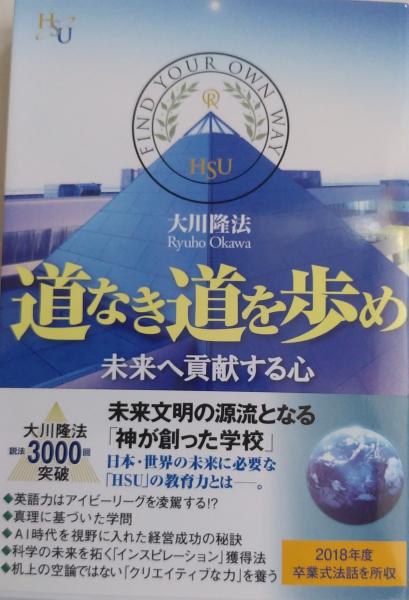 HSU
FIND YOUR OWN WAY
R
HSU
大川隆法
Ryuho Okawa
道なき道を歩め
未来へ貢献する心
大川隆法
説法3000回
突破
未来文明の源流となる
「神が創った学校」
日本・世界の未来に必要な
「HSU」の教育力とは――。
◆英語力はアイビーリーグを凌駕する!?
◆真理に基づいた学問
◆AI時代を視野に入れた経営成功の秘訣
◆科学の未来を拓く「インスピレーション」獲得法
◆机上の空論ではない「クリエイティブな力」を養う
2018年度
卒業式法話を所収